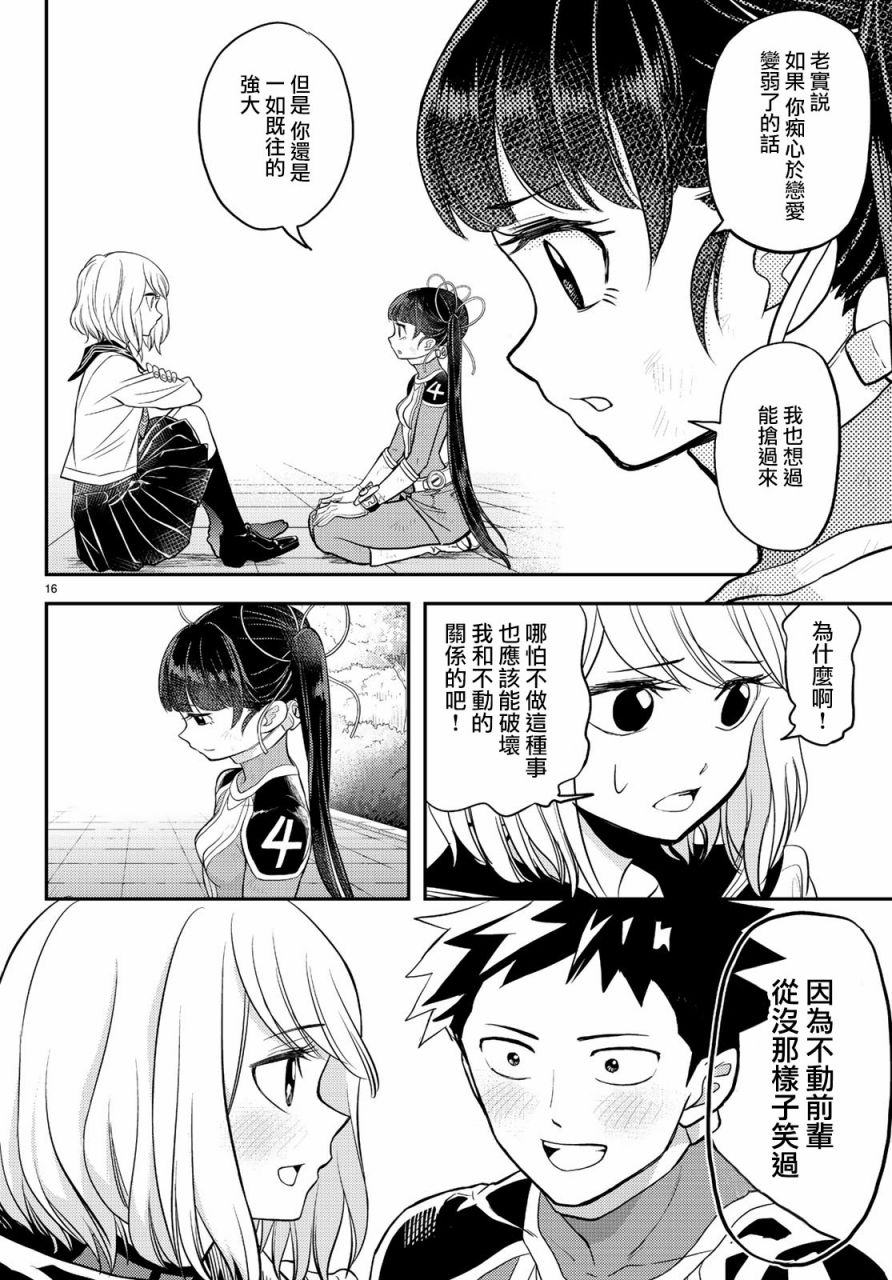 老實説
如果 你痴心於戀愛
變弱了的話
我也想過
能搶過來
但是 你還是
一如既往的
強大
16
為什麼啊！
哪怕不做這種事
也應該能破壞
我和不動的
關係的吧！
4
4
因為不動前輩
從沒那樣子笑過